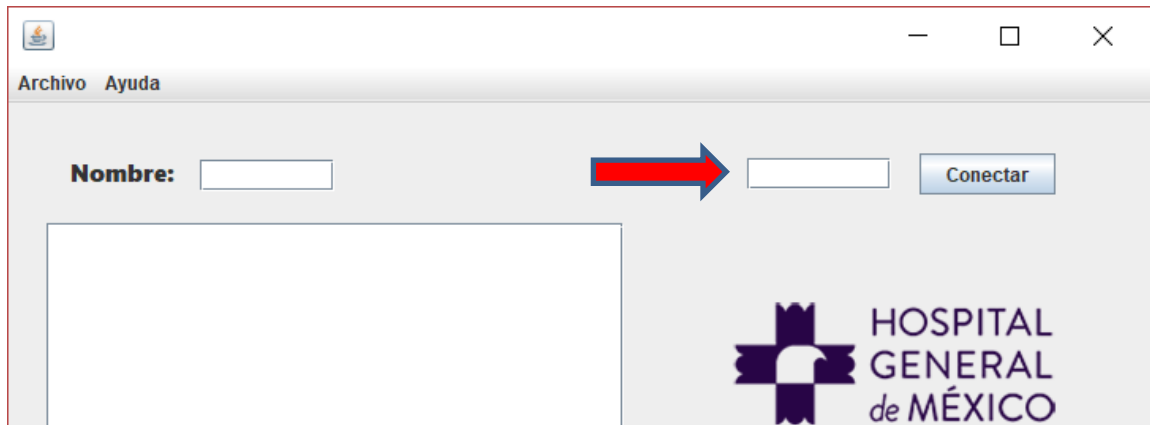 Archivo Ayuda
Nombre:
Conectar
HOSPITAL
GENERAL
de MÉXICO